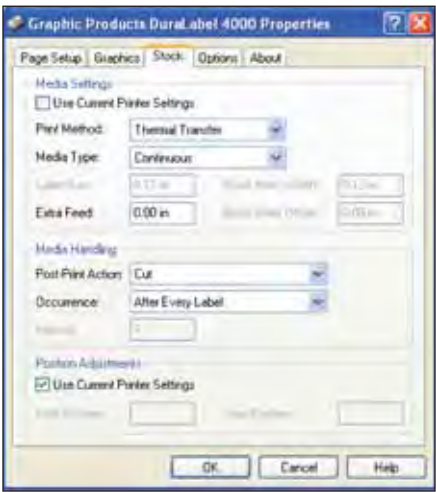 Graphic Products DuraLabel 4000 Properties
Page Setup Graphics Stock Options About
Media Settings
Use Current Printer Settings
Print Method: Thermal Transfer
Media Type: Continuous
Extra Feed: 0.00 in
Media Handling
Post-Print Action: Cut
Occurrence: After Every Label
Position Adjustments
Use Current Printer Settings
OK Cancel Help